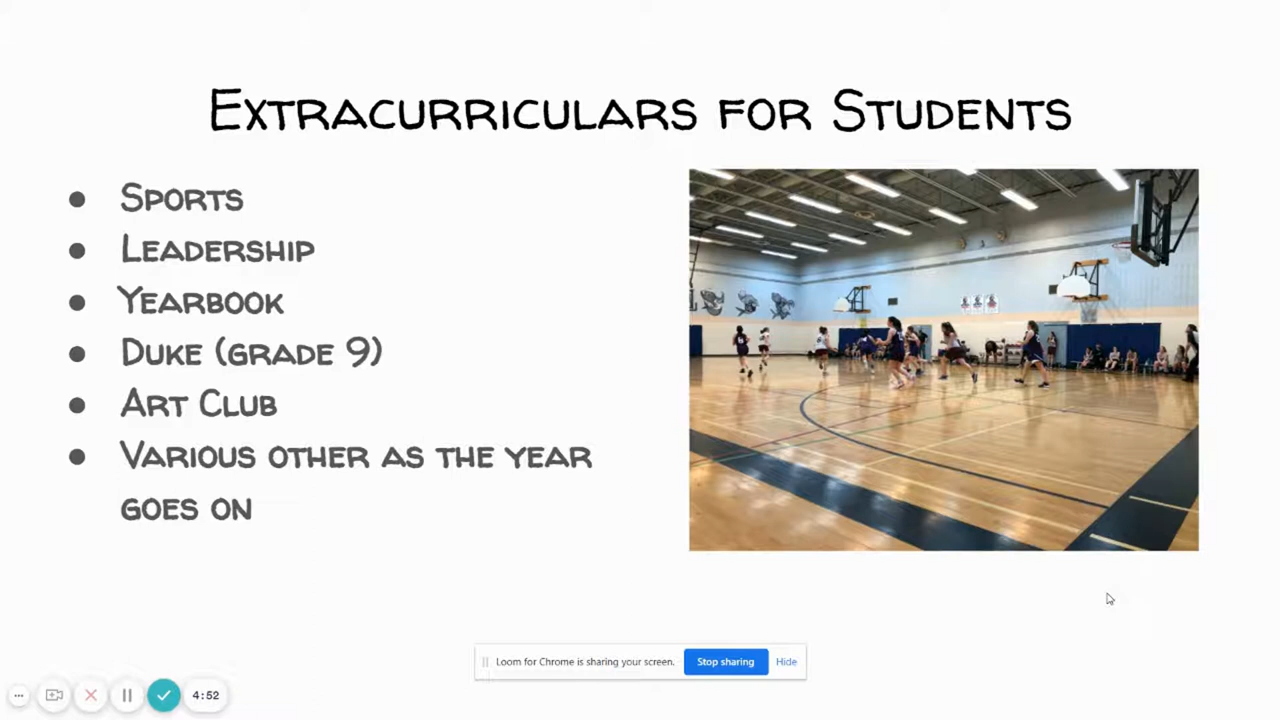 Extracurriculars for Students
Sports
Leadership
Yearbook
Duke (grade 9)
Art Club
Various other as the year
goes on
Loom for Chrome is sharing your screen.
Stop sharing
Hide
4:52